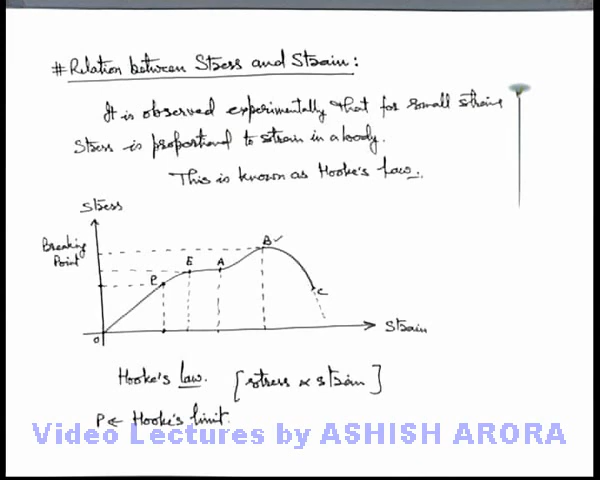 # Relation between Stress and Strain:
It is observed experimentally that for small strains
Stress is proportional to strain in a body.
This is known as Hooke's Law.
Stress
Breaking
Point
P
E
A
B✓
C
O
Strain
Hooke's Law. [stress ∝ strain]
P ← Hooke's limit.
Video Lectures by ASHISH ARORA